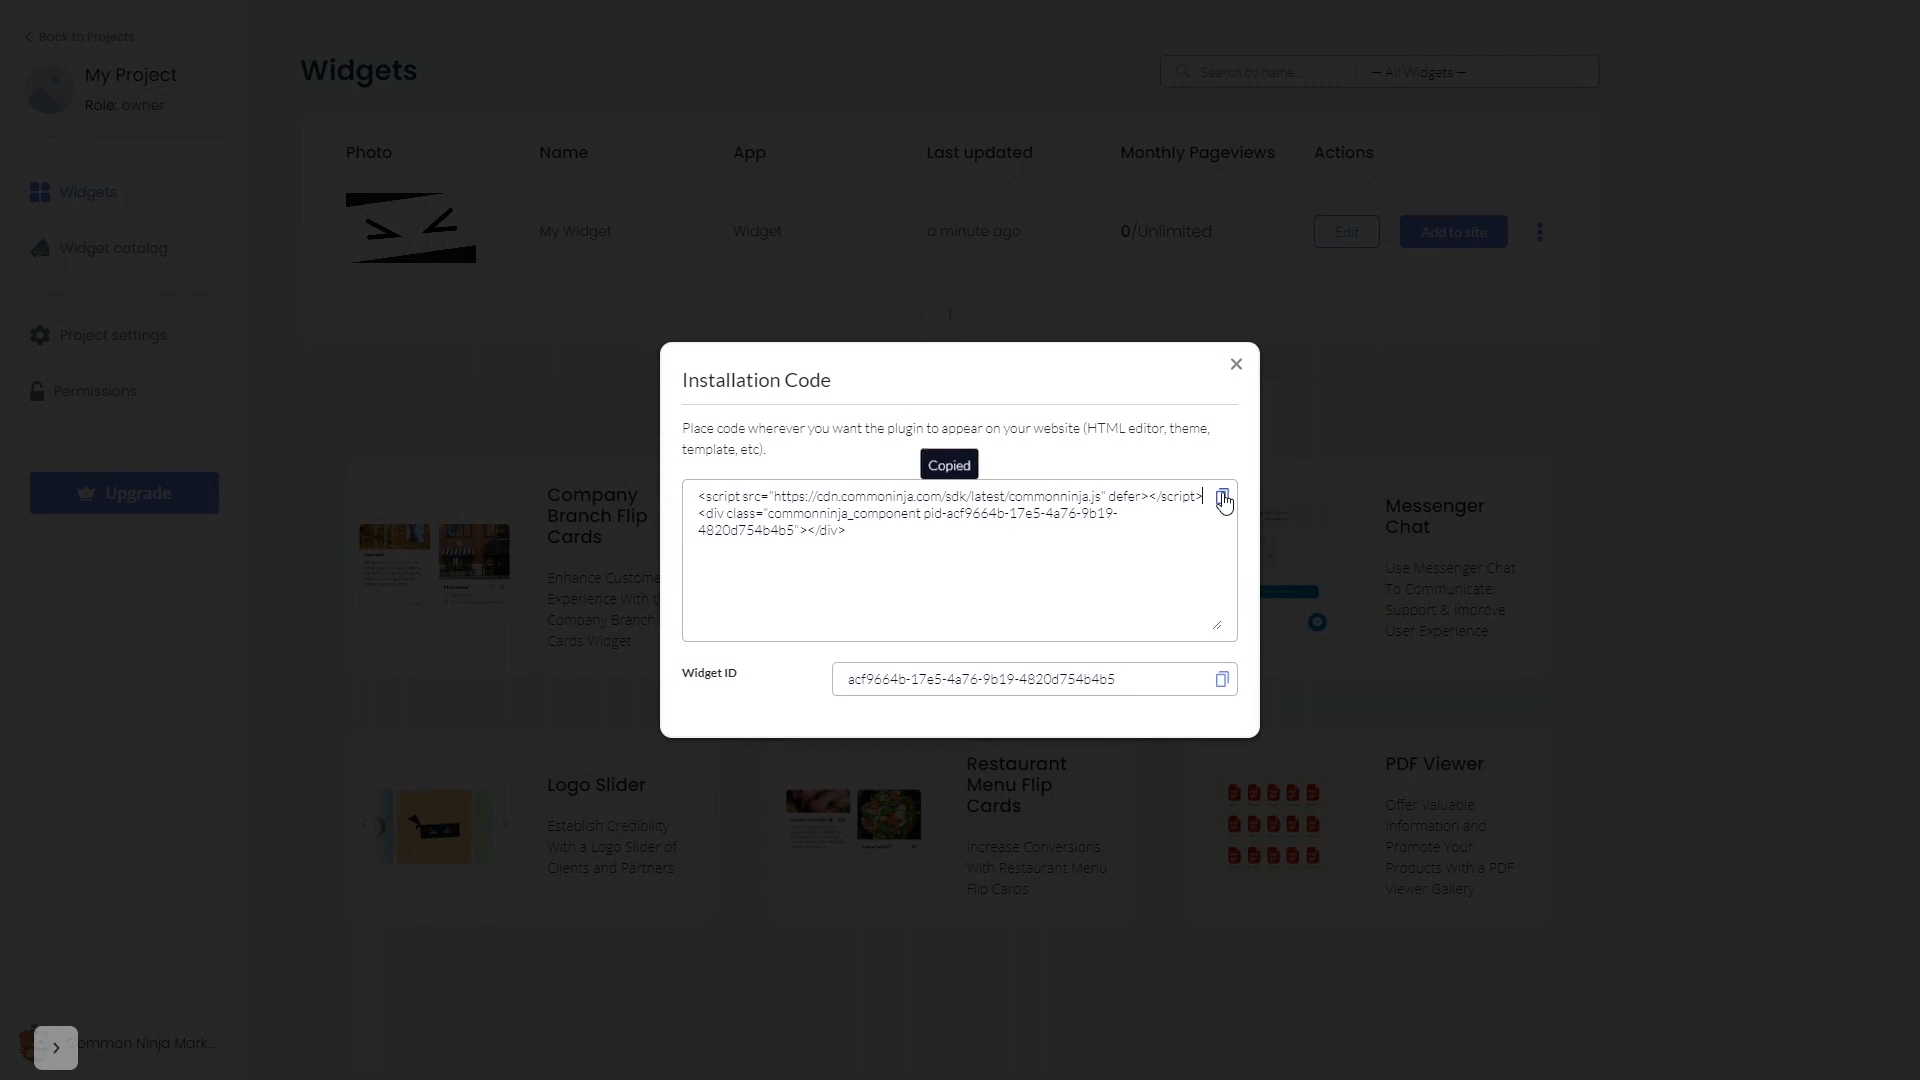 Back to Projects
My Project
Role: owner
Widgets
Widget catalog
Project settings
Permissions
Upgrade
Widgets
Search by name...
— All Widgets —
Photo
Name
App
Last updated
Monthly Pageviews
Actions
My Widget
Widget
a minute ago
0/Unlimited
Edit
Add to site
1
Installation Code
Place code wherever you want the plugin to appear on your website (HTML editor, theme,
template, etc).
Copied
<script src="https://cdn.commoninja.com/sdk/latest/commonninja.js" defer></script>
<div class="commonninja_component pid-acf9664b-17e5-4a76-9b19-
4820d754b4b5"></div>
Widget ID
acf9664b-17e5-4a76-9b19-4820d754b4b5
Company
Branch Flip
Cards
Enhance Custome
Experience With t
Company Branch
Cards Widget
Messenger
Chat
Use Messenger Chat
To Communicate,
Support & Improve
User Experience
Logo Slider
Establish Credibility
With a Logo Slider of
Clients and Partners
Restaurant
Menu Flip
Cards
Increase Conversions
With Restaurant Menu
Flip Cards
PDF Viewer
Offer Valuable
Information and
Promote Your
Products With a PDF
Viewer Gallery
ommon Ninja Mark...